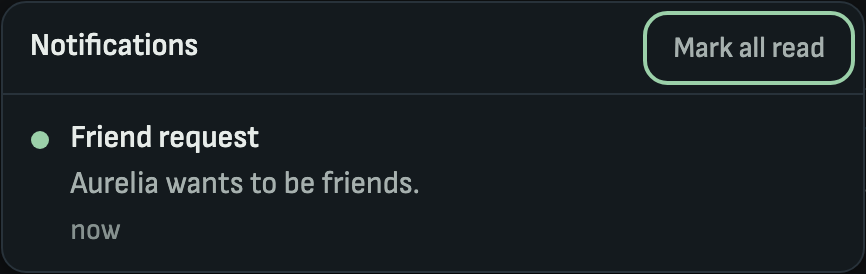 Notifications
Mark all read
Friend request
Aurelia wants to be friends.
now